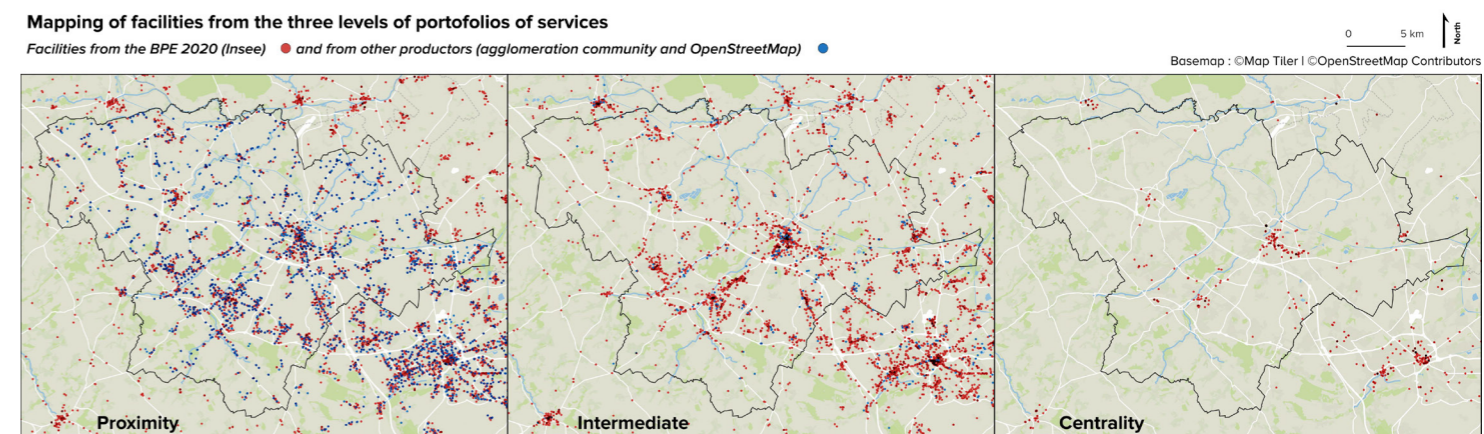 Mapping of facilities from the three levels of portofolios of services
Facilities from the BPE 2020 (Insee) and from other productors (agglomeration community and OpenStreetMap)
0 5 km
North
Basemap : ©Map Tiler | ©OpenStreetMap Contributors
Proximity Intermediate Centrality